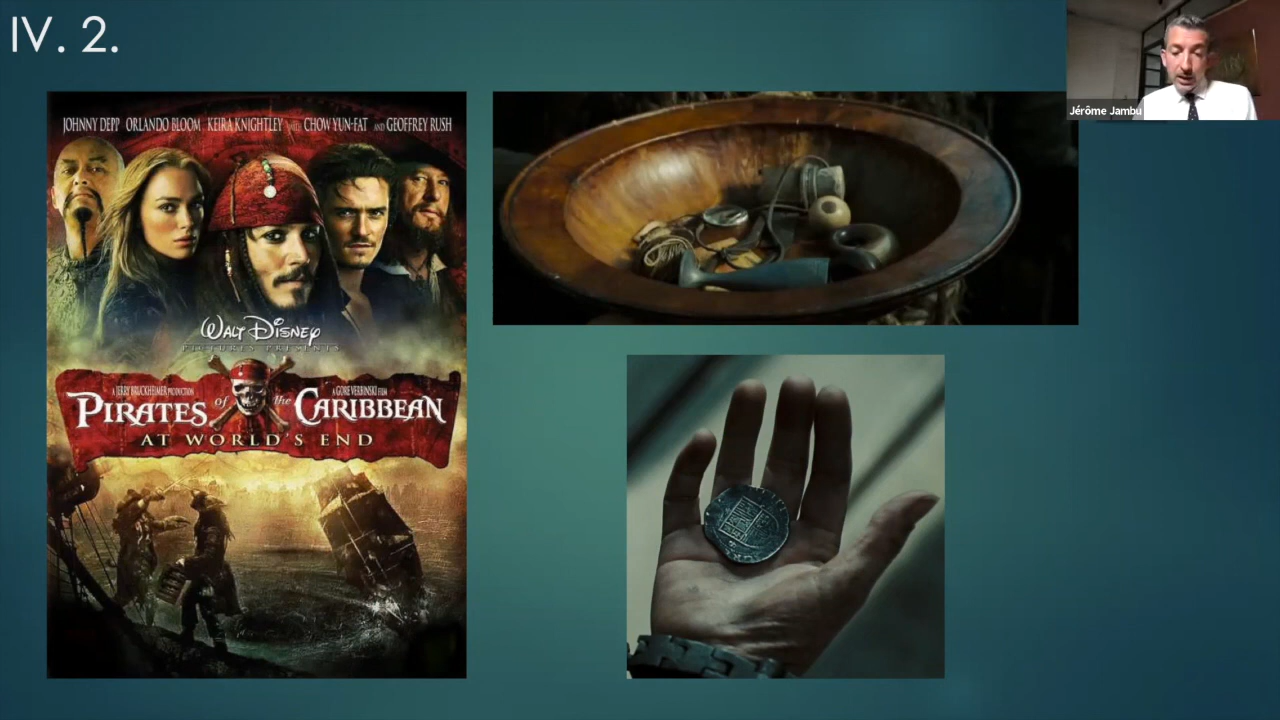 IV. 2.
JOHNNY DEPP ORLANDO BLOOM KEIRA KNIGHTLEY WITH CHOW YUN-FAT AND GEOFFREY RUSH
WALT DISNEY
PICTURES PRESENTS
A JERRY BRUCKHEIMER PRODUCTION A GORE VERBINSKI FILM
PIRATES of the CARIBBEAN
AT WORLD'S END
Jérôme Jambu